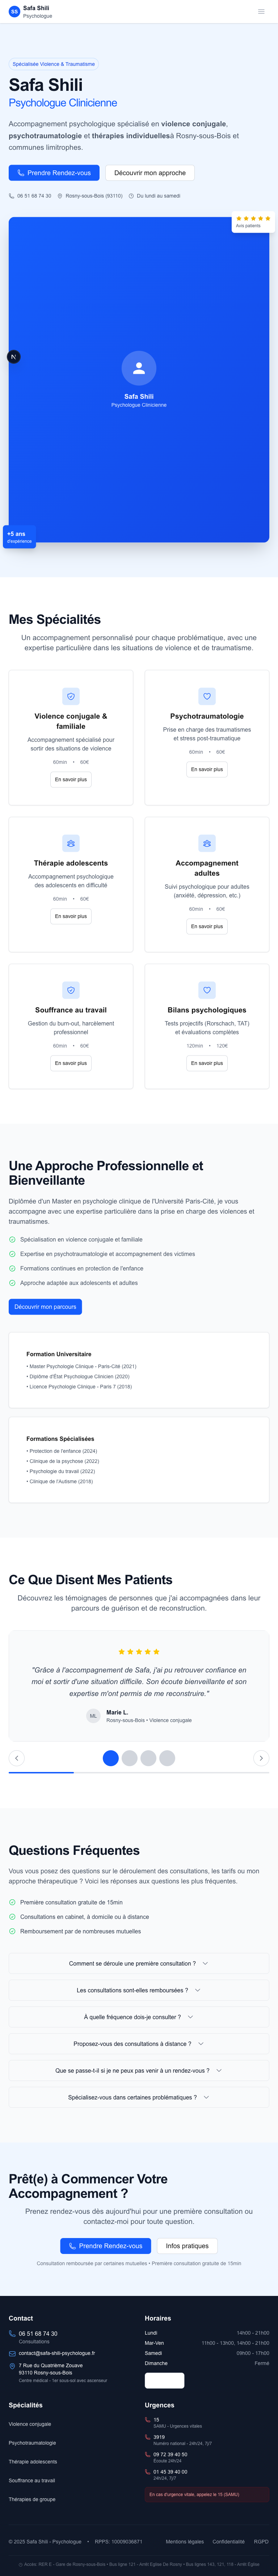 SS
Safa Shili
Psychologue
Spécialisée Violence & Traumatisme
Safa Shili
Psychologue Clinicienne
Accompagnement psychologique spécialisé en violence conjugale, psychotraumatologie et thérapies individuellesà Rosny-sous-Bois et communes limitrophes.
Prendre Rendez-vous
Découvrir mon approche
06 51 68 74 30
Rosny-sous-Bois (93110)
Du lundi au samedi
Avis patients
N
Safa Shili
Psychologue Clinicienne
+5 ans
d'expérience
Mes Spécialités
Un accompagnement personnalisé pour chaque problématique, avec une expertise particulière dans les situations de violence et de traumatisme.
Violence conjugale & familiale
Accompagnement spécialisé pour sortir des situations de violence
60min • 60€
En savoir plus
Psychotraumatologie
Prise en charge des traumatismes et stress post-traumatique
60min • 60€
En savoir plus
Thérapie adolescents
Accompagnement psychologique des adolescents en difficulté
60min • 60€
En savoir plus
Accompagnement adultes
Suivi psychologique pour adultes (anxiété, dépression, etc.)
60min • 60€
En savoir plus
Souffrance au travail
Gestion du burn-out, harcèlement professionnel
60min • 60€
En savoir plus
Bilans psychologiques
Tests projectifs (Rorschach, TAT) et évaluations complètes
120min • 120€
En savoir plus
Une Approche Professionnelle et Bienveillante
Diplômée d'un Master en psychologie clinique de l'Université Paris-Cité, je vous accompagne avec une expertise particulière dans la prise en charge des violences et traumatismes.
Spécialisation en violence conjugale et familiale
Expertise en psychotraumatologie et accompagnement des victimes
Formations continues en protection de l'enfance
Approche adaptée aux adolescents et adultes
Découvrir mon parcours
Formation Universitaire
• Master Psychologie Clinique - Paris-Cité (2021)
• Diplôme d'État Psychologue Clinicien (2020)
• Licence Psychologie Clinique - Paris 7 (2018)
Formations Spécialisées
• Protection de l'enfance (2024)
• Clinique de la psychose (2022)
• Psychologie du travail (2022)
• Clinique de l'Autisme (2018)
Ce Que Disent Mes Patients
Découvrez les témoignages de personnes que j'ai accompagnées dans leur parcours de guérison et de reconstruction.
"Grâce à l'accompagnement de Safa, j'ai pu retrouver confiance en moi et sortir d'une situation difficile. Son écoute bienveillante et son expertise m'ont permis de me reconstruire."
ML
Marie L.
Rosny-sous-Bois • Violence conjugale
Questions Fréquentes
Vous vous posez des questions sur le déroulement des consultations, les tarifs ou mon approche thérapeutique ? Voici les réponses aux questions les plus fréquentes.
Première consultation gratuite de 15min
Consultations en cabinet, à domicile ou à distance
Remboursement par de nombreuses mutuelles
Comment se déroule une première consultation ?
Les consultations sont-elles remboursées ?
À quelle fréquence dois-je consulter ?
Proposez-vous des consultations à distance ?
Que se passe-t-il si je ne peux pas venir à un rendez-vous ?
Spécialisez-vous dans certaines problématiques ?
Prêt(e) à Commencer Votre Accompagnement ?
Prenez rendez-vous dès aujourd'hui pour une première consultation ou contactez-moi pour toute question.
Prendre Rendez-vous
Infos pratiques
Consultation remboursée par certaines mutuelles • Première consultation gratuite de 15min
Contact
06 51 68 74 30
Consultations
contact@safa-shili-psychologue.fr
7 Rue du Quatrième Zouave
93110 Rosny-sous-Bois
Centre médical - 1er sous-sol avec ascenseur
Horaires
Lundi 14h00 - 21h00
Mar-Ven 11h00 - 13h00, 14h00 - 21h00
Samedi 09h00 - 17h00
Dimanche Fermé
Spécialités
Violence conjugale
Psychotraumatologie
Thérapie adolescents
Souffrance au travail
Thérapies de groupe
Urgences
15
SAMU - Urgences vitales
3919
Numéro national - 24h/24, 7j/7
09 72 39 40 50
Écoute 24h/24
01 45 39 40 00
24h/24, 7j/7
En cas d'urgence vitale, appelez le 15 (SAMU)
© 2025 Safa Shili - Psychologue • RPPS: 10009036671
Mentions légales Confidentialité RGPD